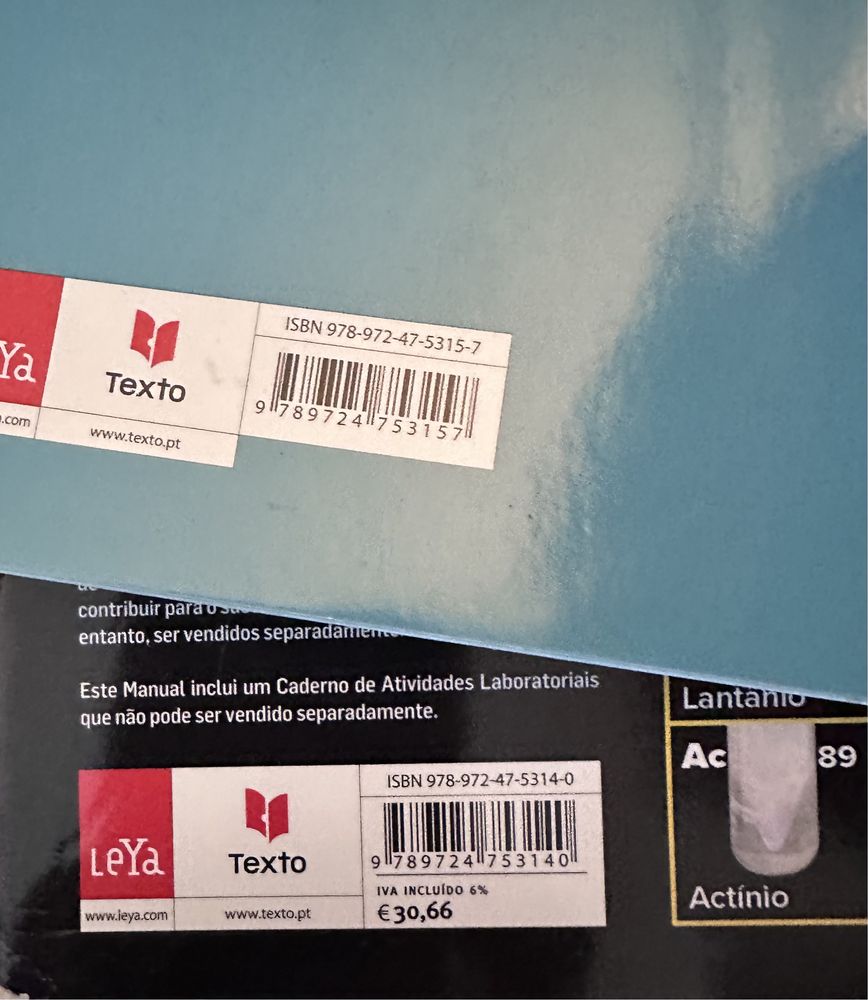 Ya
.com
Texto
www.texto.pt
ISBN 978-972-47-5315-7
9 789724 753157
contribuir para o
entanto, ser vendidos separadamente
Este Manual inclui um Caderno de Atividades Laboratoriais
que não pode ser vendido separadamente.
Lantânio
Ac 89
Actínio
LeYa
www.leya.com
Texto
www.texto.pt
ISBN 978-972-47-5314-0
9 789724 753140
IVA INCLUÍDO 6%
€30,66